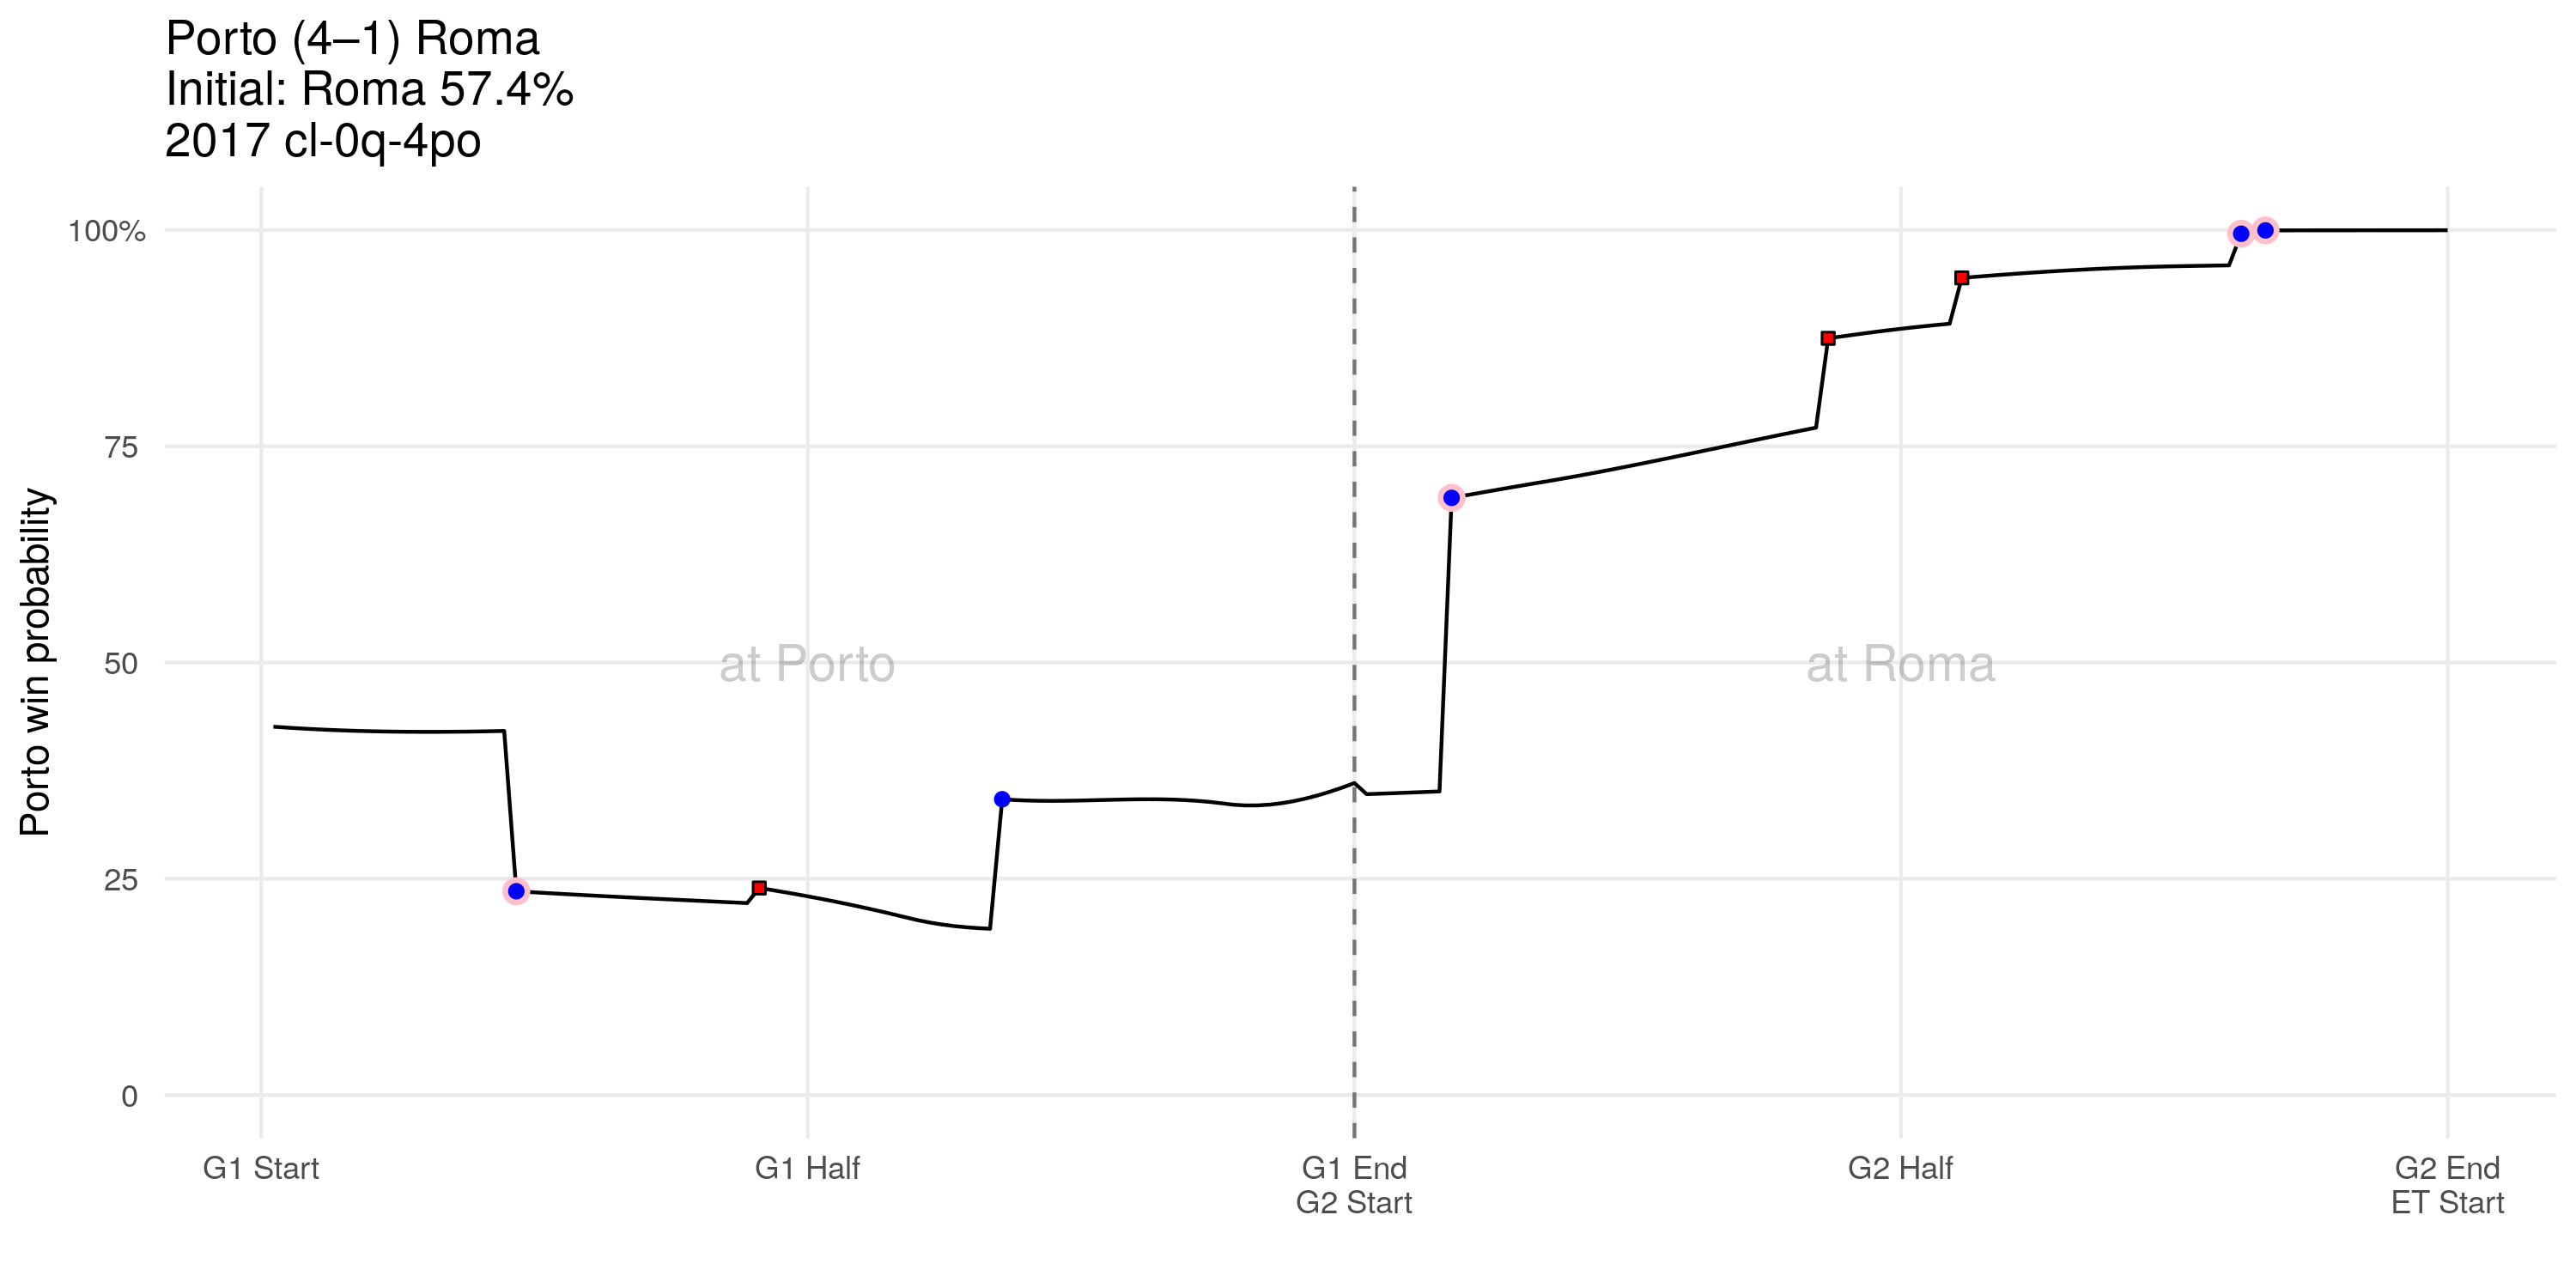 Porto (4–1) Roma
Initial: Roma 57.4%
2017 cl-0q-4po
Porto win probability
100%
75
50
25
0
at Porto
at Roma
G1 Start
G1 Half
G1 End
G2 Start
G2 Half
G2 End
ET Start